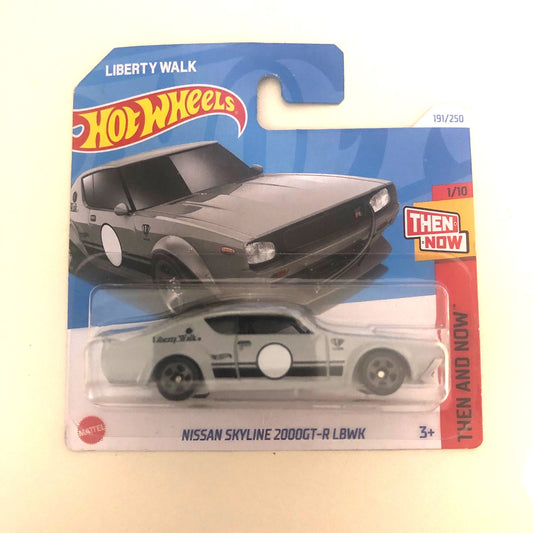 LIBERTY WALK
HOT WHEELS
191/250
1/10
THEN
NOW
THEN AND NOW™
Liberty Walk
MATTEL
NISSAN SKYLINE 2000GT-R LBWK
3+